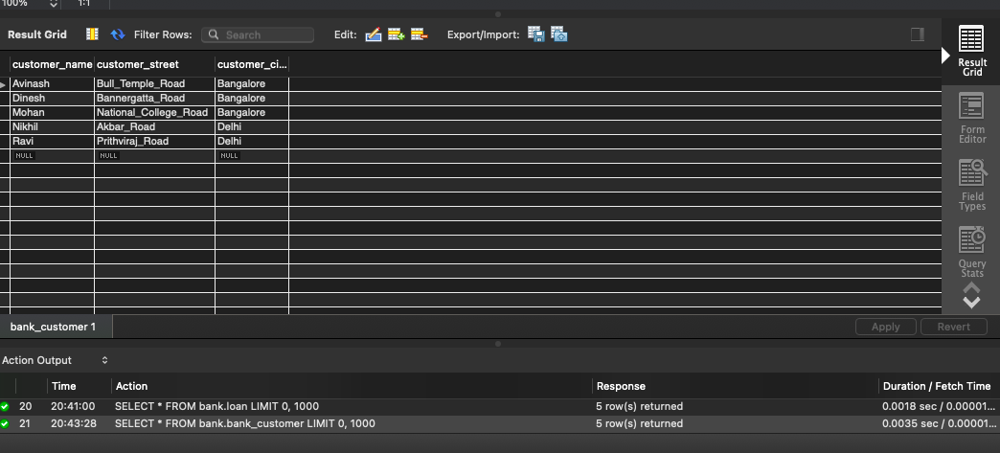 100% 1:1
Result Grid Filter Rows: Search Edit: Export/Import:
customer_name customer_street customer_ci...
Avinash Bull_Temple_Road Bangalore
Dinesh Bannergatta_Road Bangalore
Mohan National_College_Road Bangalore
Nikhil Akbar_Road Delhi
Ravi Prithviraj_Road Delhi
NULL NULL NULL
Result
Grid
Form
Editor
Field
Types
Query
Stats
bank_customer 1 Apply Revert
Action Output
Time Action Response Duration / Fetch Time
20 20:41:00 SELECT * FROM bank.loan LIMIT 0, 1000 5 row(s) returned 0.0018 sec / 0.00001...
21 20:43:28 SELECT * FROM bank.bank_customer LIMIT 0, 1000 5 row(s) returned 0.0035 sec / 0.00001...